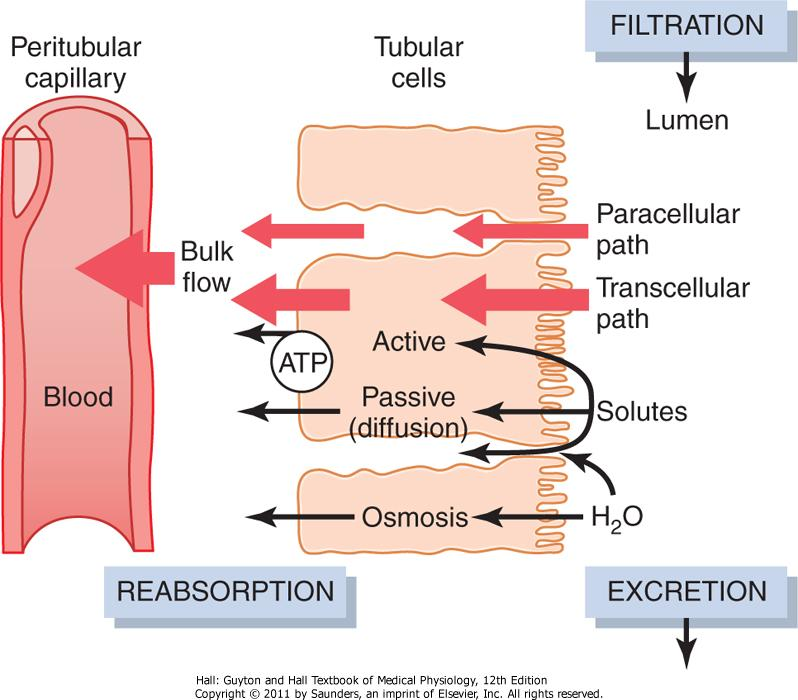 FILTRATION
Peritubular
capillary
Tubular
cells
Lumen
Paracellular
path
Bulk
flow
Transcellular
path
ATP
Active
Blood
Passive
(diffusion)
Solutes
Osmosis
H₂O
REABSORPTION
EXCRETION
Hall: Guyton and Hall Textbook of Medical Physiology, 12th Edition
Copyright © 2011 by Saunders, an imprint of Elsevier, Inc. All rights reserved.